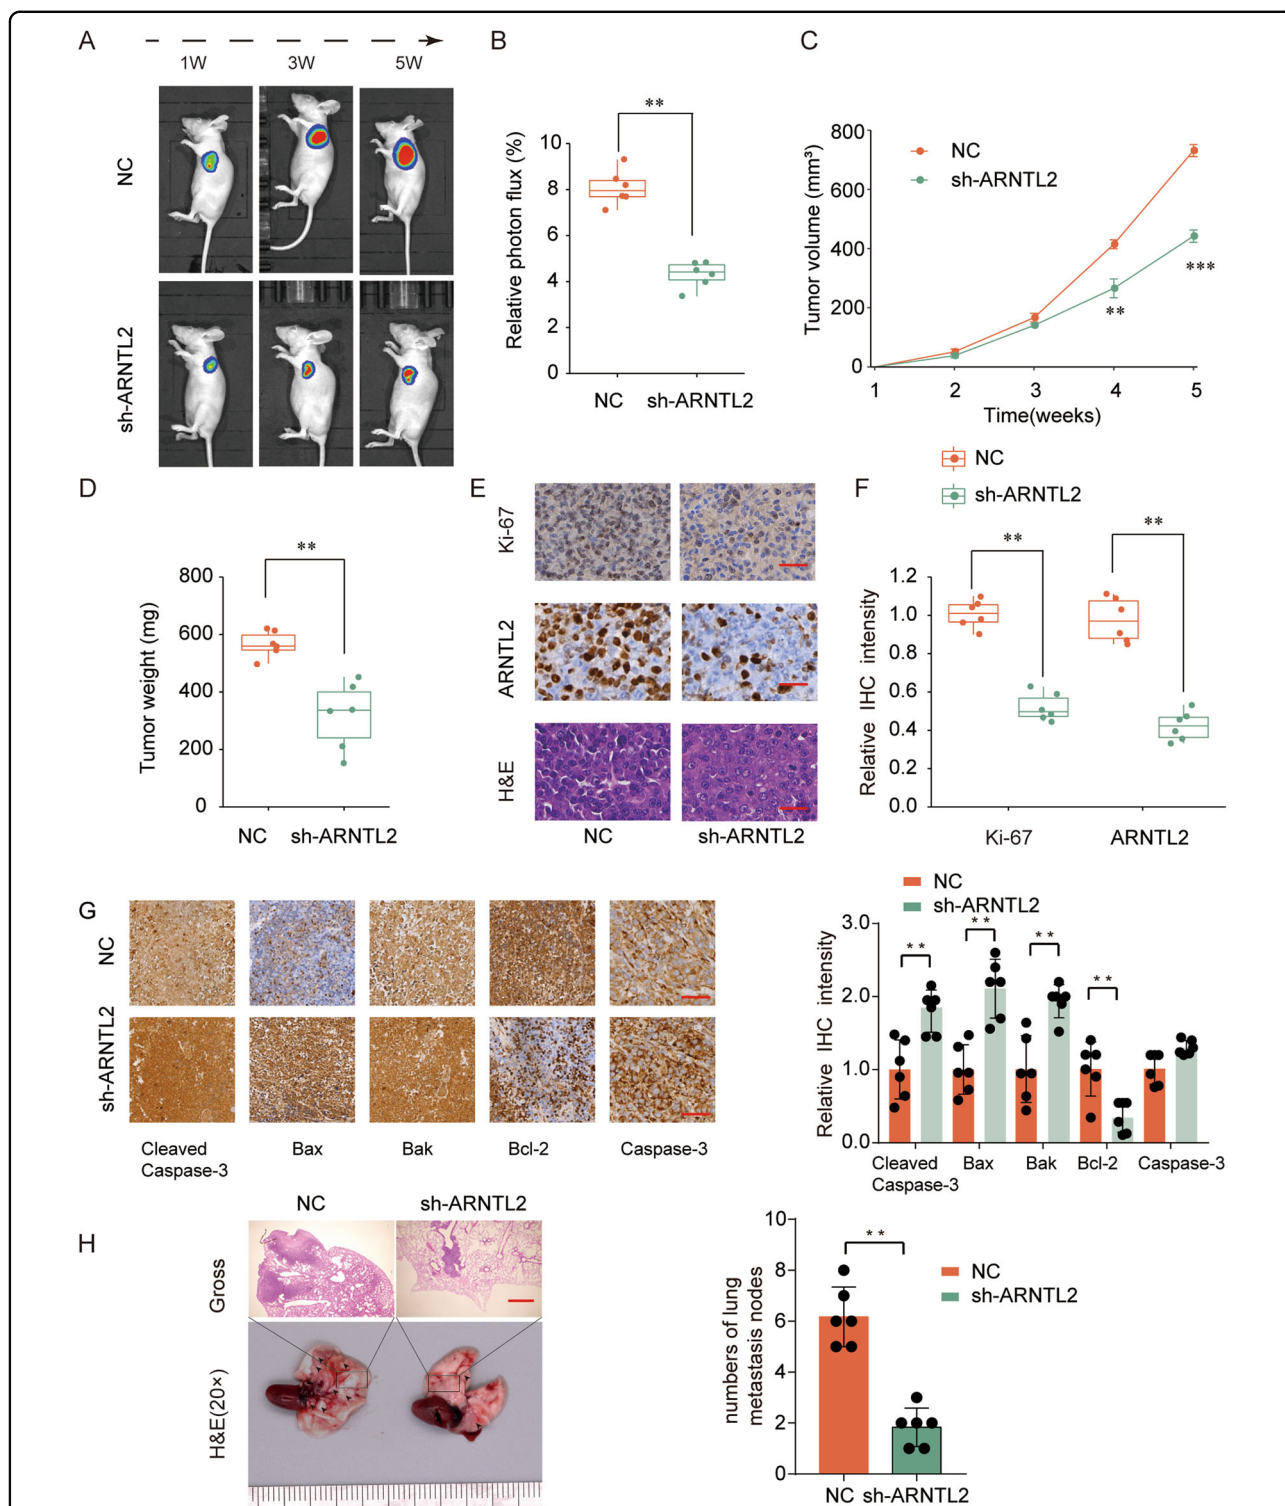 A
1W 3W 5W
NC
sh-ARNTL2
B
**
Relative photon flux (%)
10
8
6
4
2
0
NC sh-ARNTL2
C
NC
sh-ARNTL2
Tumor volume (mm³)
800
600
400
200
0
**
***
1 2 3 4 5
Time(weeks)
D
**
Tumor weight (mg)
800
600
400
200
0
NC sh-ARNTL2
E
Ki-67
ARNTL2
H&E
NC sh-ARNTL2
F
NC
sh-ARNTL2
** **
Relative IHC intensity
1.2
1.0
0.8
0.6
0.4
0.2
0.0
Ki-67 ARNTL2
G
NC
sh-ARNTL2
Cleaved
Caspase-3
Bax
Bak
Bcl-2
Caspase-3
NC
sh-ARNTL2
** ** ** **
Relative IHC intensity
3.0
2.0
1.0
0.0
Cleaved
Caspase-3
Bax
Bak
Bcl-2
Caspase-3
H
NC sh-ARNTL2
Gross
H&E(20×)
**
NC
sh-ARNTL2
numbers of lung
metastasis nodes
10
8
6
4
2
0
NC sh-ARNTL2